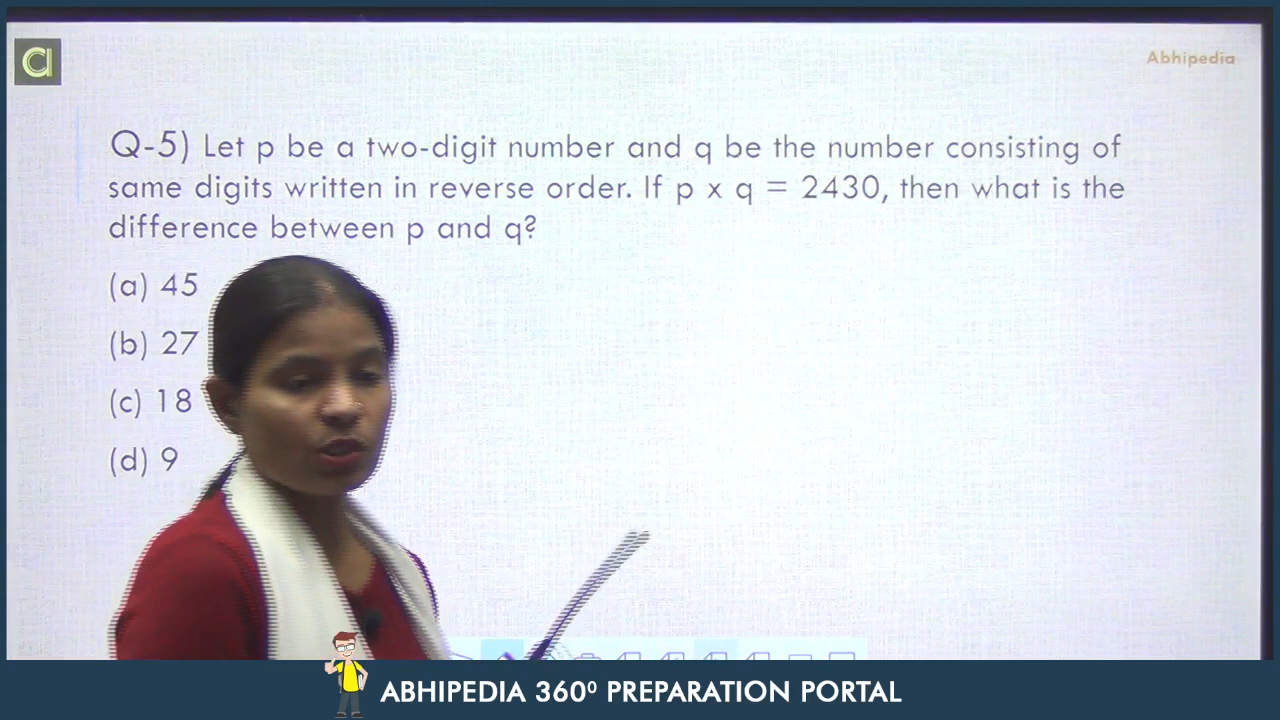 Abhipedia
Q-5) Let p be a two-digit number and q be the number consisting of
same digits written in reverse order. If p x q = 2430, then what is the
difference between p and q?
(a) 45
(b) 27
(c) 18
(d) 9
ABHIPEDIA 360⁰ PREPARATION PORTAL